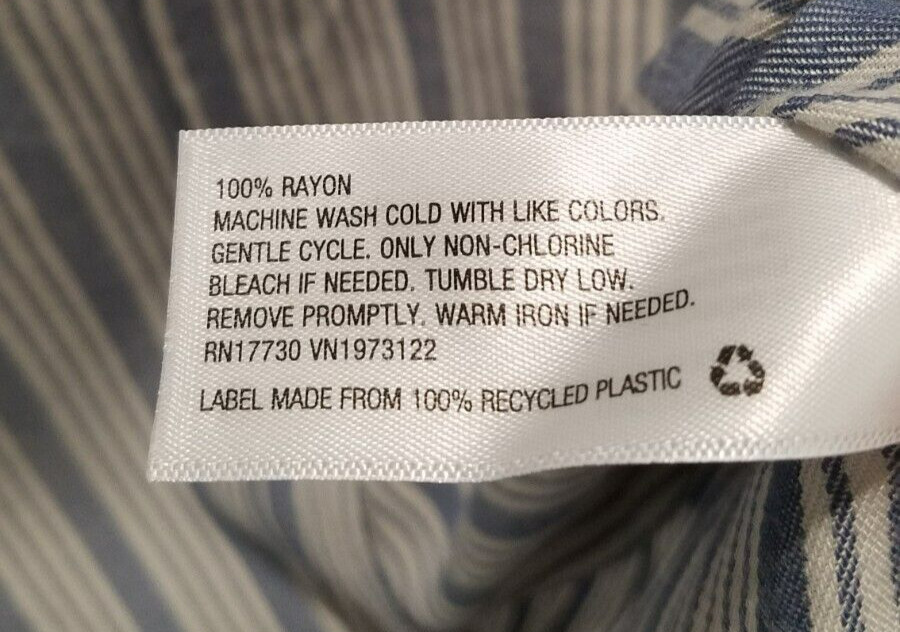 100% RAYON
MACHINE WASH COLD WITH LIKE COLORS.
GENTLE CYCLE. ONLY NON-CHLORINE
BLEACH IF NEEDED. TUMBLE DRY LOW.
REMOVE PROMPTLY. WARM IRON IF NEEDED.
RN17730 VN1973122
LABEL MADE FROM 100% RECYCLED PLASTIC